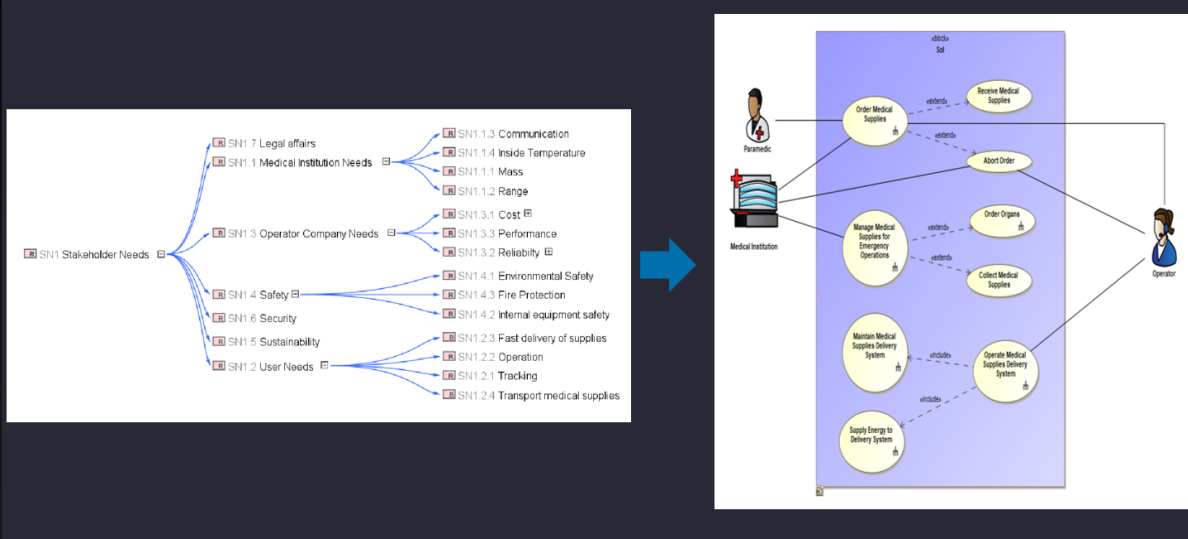 SN1 Stakeholder Needs
SN1.7 Legal affairs
SN1.1 Medical Institution Needs
SN1.3 Operator Company Needs
SN1.4 Safety
SN1.6 Security
SN1.5 Sustainability
SN1.2 User Needs
SN1.1.3 Communication
SN1.1.4 Inside Temperature
SN1.1.1 Mass
SN1.1.2 Range
SN1.3.1 Cost
SN1.3.3 Performance
SN1.3.2 Reliabilty
SN1.4.1 Environmental Safety
SN1.4.3 Fire Protection
SN1.4.2 Internal equipment safety
SN1.2.3 Fast delivery of supplies
SN1.2.2 Operation
SN1.2.1 Tracking
SN1.2.4 Transport medical supplies
«block»
SoI
Paramedic
Medical Institution
Operator
Order Medical
Supplies
«extend»
Receive Medical
Supplies
«extend»
Abort Order
Manage Medical
Supplies for
Emergency
Operations
«extend»
Order Organs
«extend»
Collect Medical
Supplies
Maintain Medical
Supplies Delivery
System
«include»
Operate Medical
Supplies Delivery
System
«include»
Supply Energy to
Delivery System